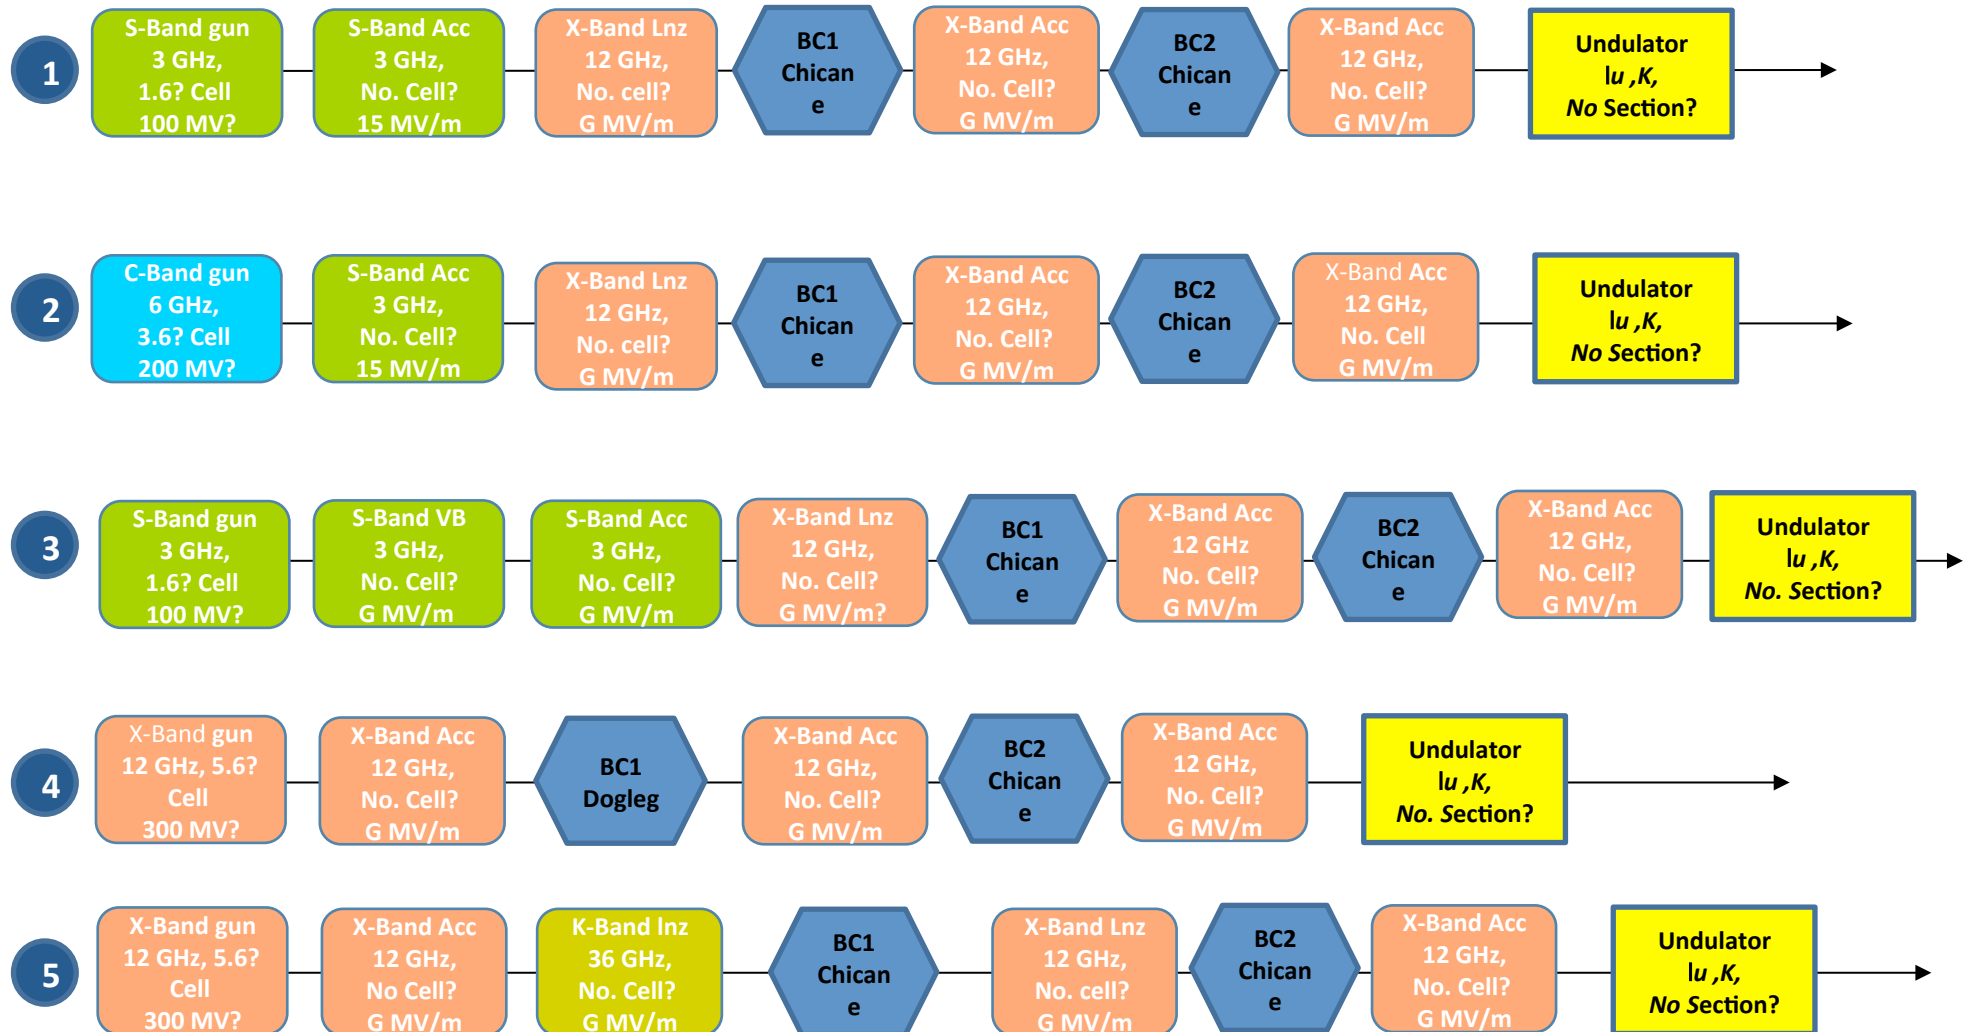 1
S-Band gun
3 GHz,
1.6? Cell
100 MV?
S-Band Acc
3 GHz,
No. Cell?
15 MV/m
X-Band Lnz
12 GHz,
No. cell?
G MV/m
BC1
Chican
e
X-Band Acc
12 GHz,
No. Cell?
G MV/m
BC2
Chican
e
X-Band Acc
12 GHz,
No. Cell?
G MV/m
Undulator
lu ,K,
No Section?
2
C-Band gun
6 GHz,
3.6? Cell
200 MV?
S-Band Acc
3 GHz,
No. Cell?
15 MV/m
X-Band Lnz
12 GHz,
No. cell?
G MV/m
BC1
Chican
e
X-Band Acc
12 GHz,
No. Cell?
G MV/m
BC2
Chican
e
X-Band Acc
12 GHz,
No. Cell
G MV/m
Undulator
lu ,K,
No Section?
3
S-Band gun
3 GHz,
1.6? Cell
100 MV?
S-Band VB
3 GHz,
No. Cell?
G MV/m
S-Band Acc
3 GHz,
No. Cell?
G MV/m
X-Band Lnz
12 GHz,
No. Cell?
G MV/m?
BC1
Chican
e
X-Band Acc
12 GHz
No. Cell?
G MV/m
BC2
Chican
e
X-Band Acc
12 GHz,
No. Cell?
G MV/m
Undulator
lu ,K,
No. Section?
4
X-Band gun
12 GHz, 5.6?
Cell
300 MV?
X-Band Acc
12 GHz,
No. Cell?
G MV/m
BC1
Dogleg
X-Band Acc
12 GHz,
No. Cell?
G MV/m
BC2
Chican
e
X-Band Acc
12 GHz,
No. Cell?
G MV/m
Undulator
lu ,K,
No. Section?
5
X-Band gun
12 GHz, 5.6?
Cell
300 MV?
X-Band Acc
12 GHz,
No Cell?
G MV/m
K-Band lnz
36 GHz,
No. Cell?
G MV/m
BC1
Chican
e
X-Band Lnz
12 GHz,
No. cell?
G MV/m
BC2
Chican
e
X-Band Acc
12 GHz,
No. Cell?
G MV/m
Undulator
lu ,K,
No Section?